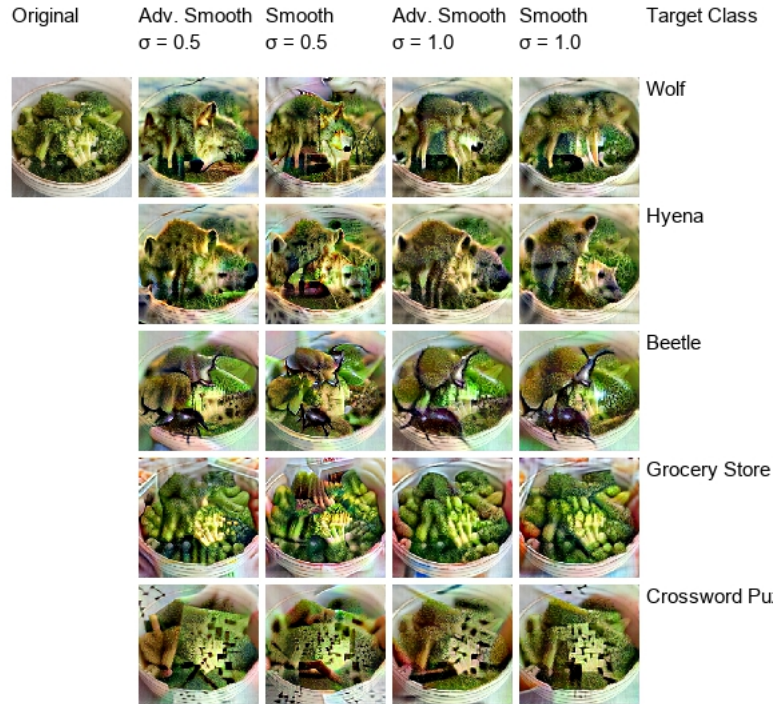 Original Adv. Smooth Smooth Adv. Smooth Smooth Target Class
σ = 0.5 σ = 0.5 σ = 1.0 σ = 1.0
Wolf
Hyena
Beetle
Grocery Store
Crossword